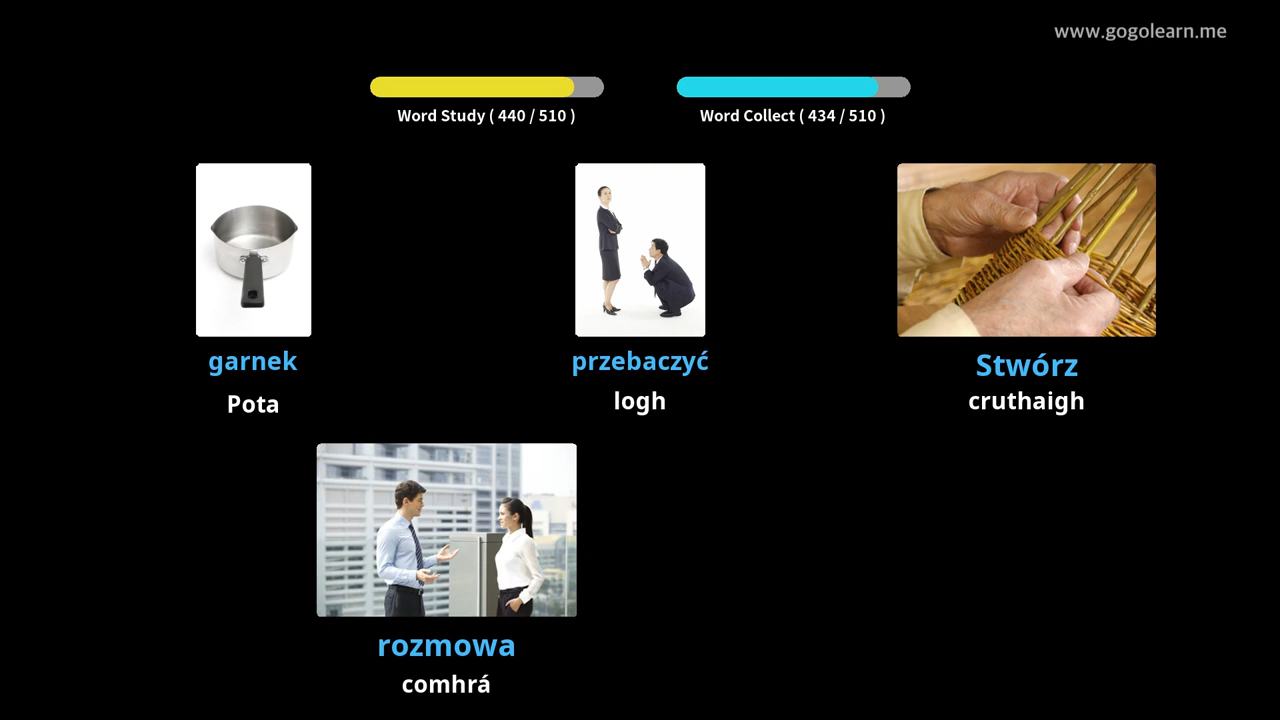 www.gogolearn.me
Word Study ( 440 / 510 )
Word Collect ( 434 / 510 )
garnek
Pota
przebaczyć
logh
Stwórz
cruthaigh
rozmowa
comhrá